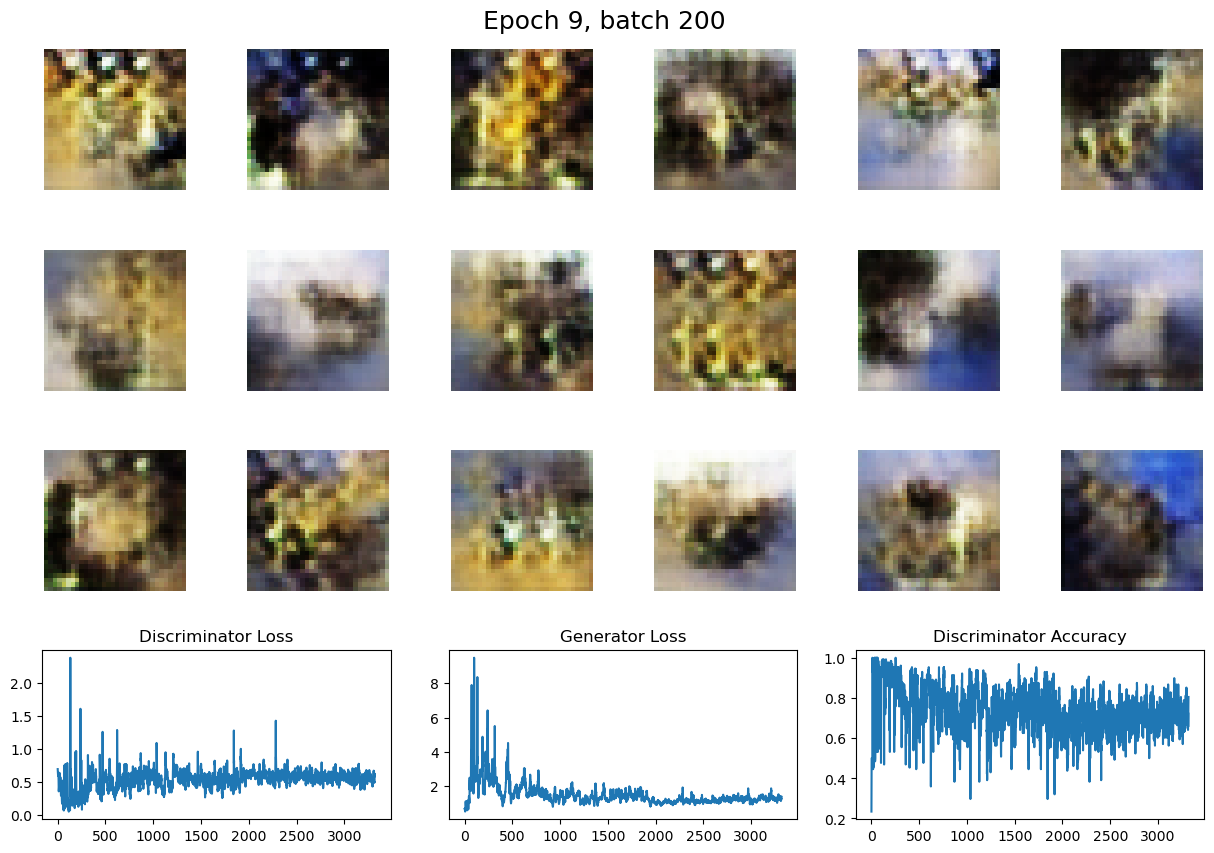 Epoch 9, batch 200
Discriminator Loss
Generator Loss
Discriminator Accuracy
2.0
1.5
1.0
0.5
0.0
0 500 1000 1500 2000 2500 3000
8
6
4
2
0 500 1000 1500 2000 2500 3000
1.0
0.8
0.6
0.4
0.2
0 500 1000 1500 2000 2500 3000